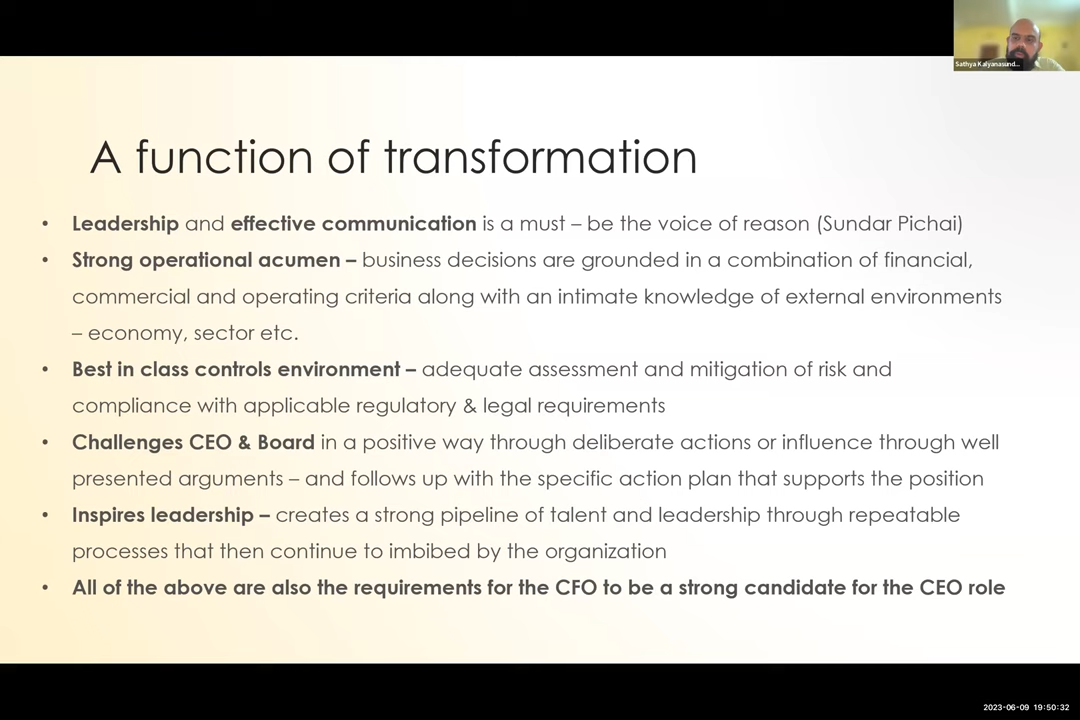 Sathya Kalyanasund...
A function of transformation
• Leadership and effective communication is a must – be the voice of reason (Sundar Pichai)
• Strong operational acumen – business decisions are grounded in a combination of financial,
commercial and operating criteria along with an intimate knowledge of external environments
– economy, sector etc.
• Best in class controls environment – adequate assessment and mitigation of risk and
compliance with applicable regulatory & legal requirements
• Challenges CEO & Board in a positive way through deliberate actions or influence through well
presented arguments – and follows up with the specific action plan that supports the position
• Inspires leadership – creates a strong pipeline of talent and leadership through repeatable
processes that then continue to imbibed by the organization
• All of the above are also the requirements for the CFO to be a strong candidate for the CEO role
2023-06-09 19:50:32